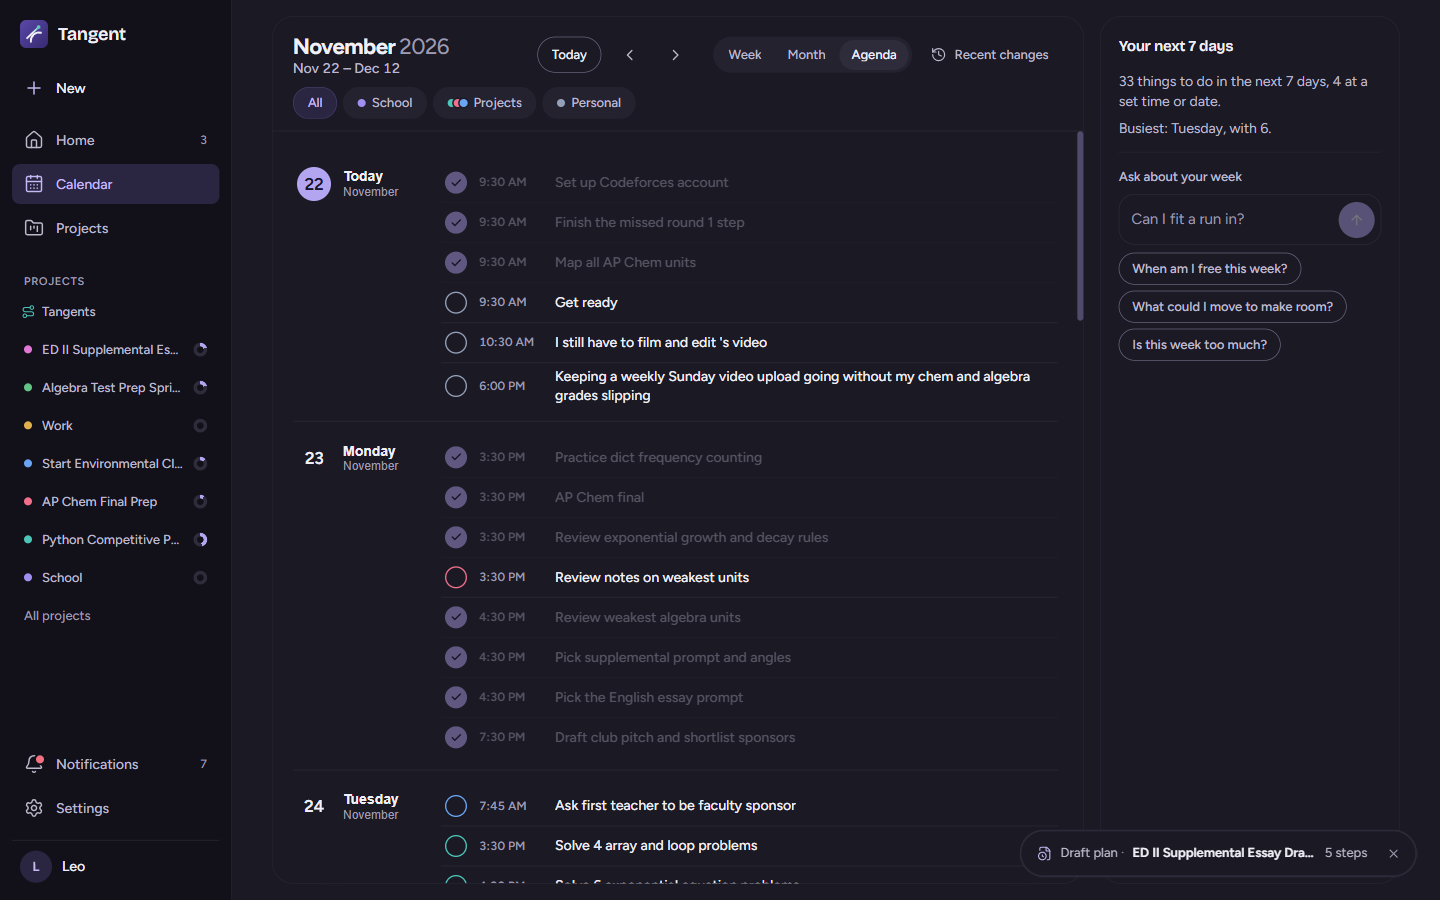 Tangent
New
Home 3
Calendar
Projects
PROJECTS
Tangents
ED II Supplemental Es...
Algebra Test Prep Spri...
Work
Start Environmental Cl...
AP Chem Final Prep
Python Competitive P...
School
All projects
Notifications 7
Settings
L Leo
November 2026
Nov 22 – Dec 12
Today
Week Month Agenda
Recent changes
All School Projects Personal
22 Today
November
9:30 AM Set up Codeforces account
9:30 AM Finish the missed round 1 step
9:30 AM Map all AP Chem units
9:30 AM Get ready
10:30 AM I still have to film and edit 's video
6:00 PM Keeping a weekly Sunday video upload going without my chem and algebra
grades slipping
23 Monday
November
3:30 PM Practice dict frequency counting
3:30 PM AP Chem final
3:30 PM Review exponential growth and decay rules
3:30 PM Review notes on weakest units
4:30 PM Review weakest algebra units
4:30 PM Pick supplemental prompt and angles
4:30 PM Pick the English essay prompt
7:30 PM Draft club pitch and shortlist sponsors
24 Tuesday
November
7:45 AM Ask first teacher to be faculty sponsor
3:30 PM Solve 4 array and loop problems
Solve 6 exponential equation problems
Your next 7 days
33 things to do in the next 7 days, 4 at a
set time or date.
Busiest: Tuesday, with 6.
Ask about your week
Can I fit a run in?
When am I free this week?
What could I move to make room?
Is this week too much?
Draft plan · ED II Supplemental Essay Dra... 5 steps